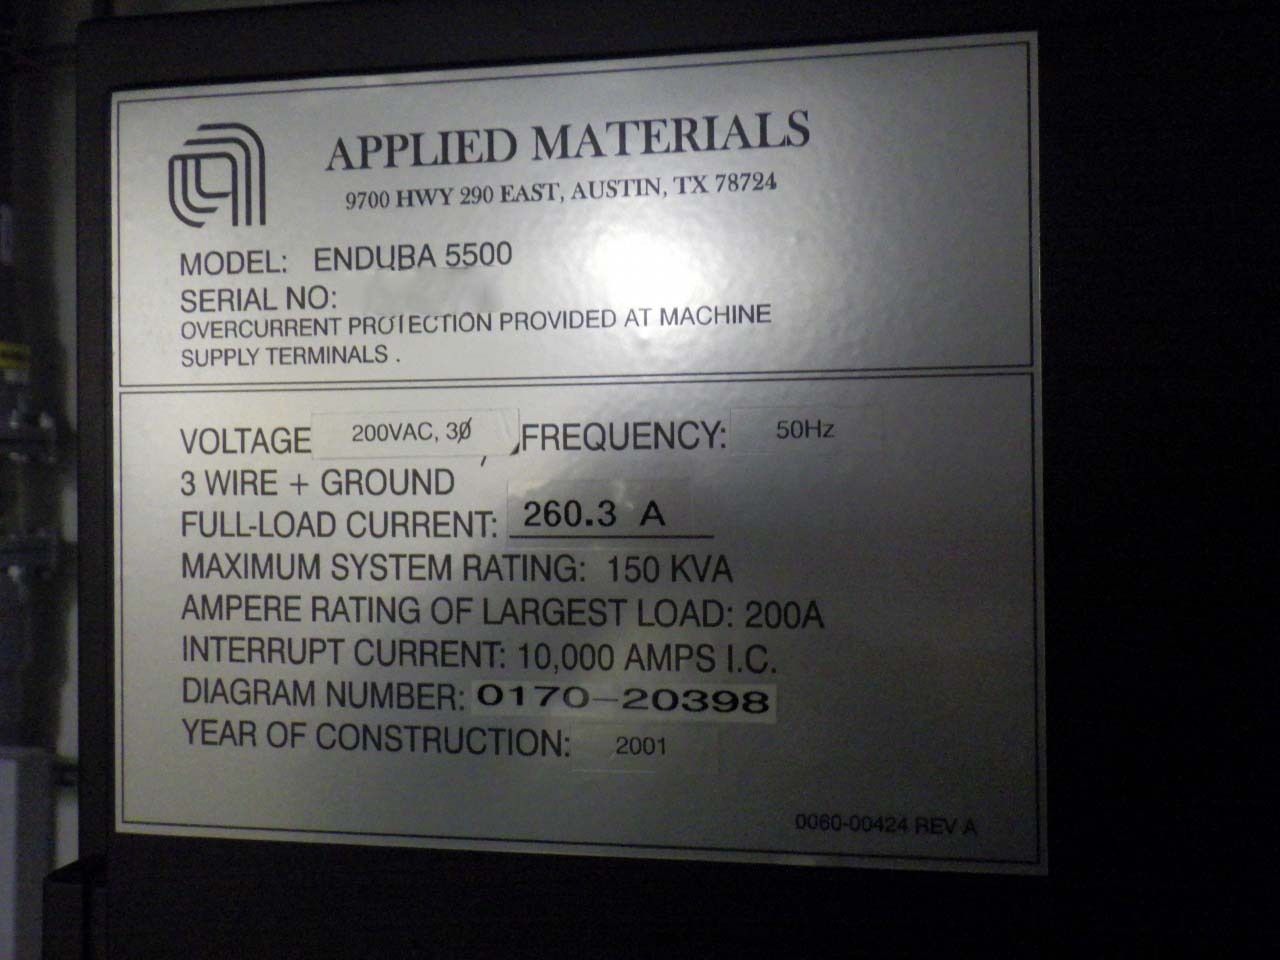 APPLIED MATERIALS
9700 HWY 290 EAST, AUSTIN, TX 78724
MODEL: ENDURA 5500
SERIAL NO:
OVERCURRENT PROTECTION PROVIDED AT MACHINE
SUPPLY TERMINALS .
VOLTAGE 200VAC, 3Ø ,FREQUENCY: 50Hz
3 WIRE + GROUND
FULL-LOAD CURRENT: 260.3 A
MAXIMUM SYSTEM RATING: 150 KVA
AMPERE RATING OF LARGEST LOAD: 200A
INTERRUPT CURRENT: 10,000 AMPS I.C.
DIAGRAM NUMBER: 0170-20398
YEAR OF CONSTRUCTION: 2001
0060-00424 REV A